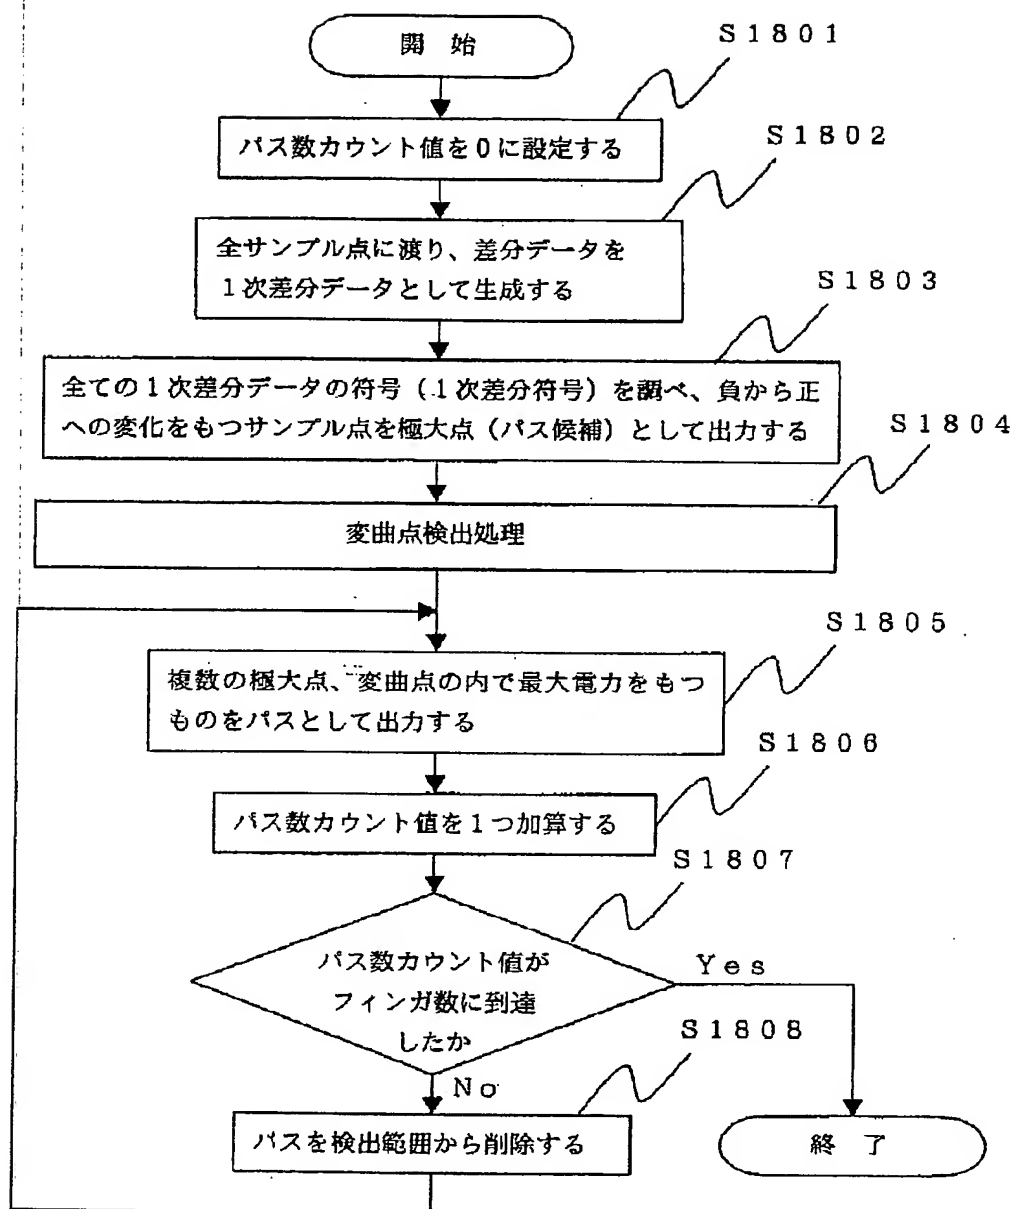 開 始
S1801
パス数カウント値を0に設定する
S1802
全サンプル点に渡り、差分データを
1次差分データとして生成する
S1803
全ての1次差分データの符号（1次差分符号）を調べ、負から正
への変化をもつサンプル点を極大点（パス候補）として出力する
S1804
変曲点検出処理
S1805
複数の極大点、変曲点の内で最大電力をもつ
ものをパスとして出力する
S1806
パス数カウント値を1つ加算する
S1807
パス数カウント値が
フィンガ数に到達
したか
Yes
S1808
No
パスを検出範囲から削除する
終 了